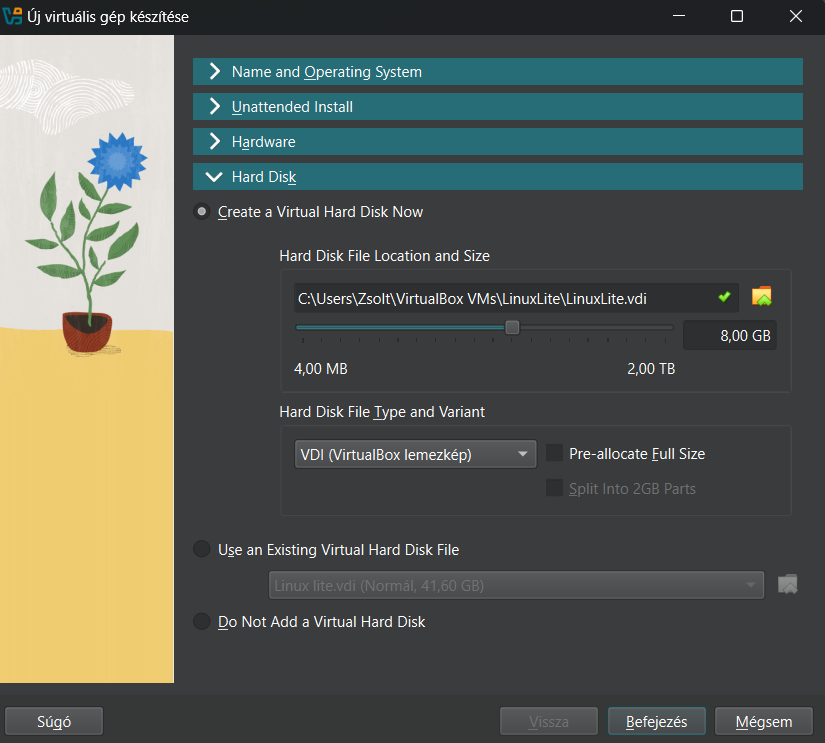 Új virtuális gép készítése
Name and Operating System
Unattended Install
Hardware
Hard Disk
Create a Virtual Hard Disk Now
Hard Disk File Location and Size
C:\Users\Zsolt\VirtualBox VMs\LinuxLite\LinuxLite.vdi
8,00 GB
4,00 MB 2,00 TB
Hard Disk File Type and Variant
VDI (VirtualBox lemezkép) Pre-allocate Full Size
Split Into 2GB Parts
Use an Existing Virtual Hard Disk File
Linux lite.vdi (Normál, 41,60 GB)
Do Not Add a Virtual Hard Disk
Súgó Vissza Befejezés Mégsem